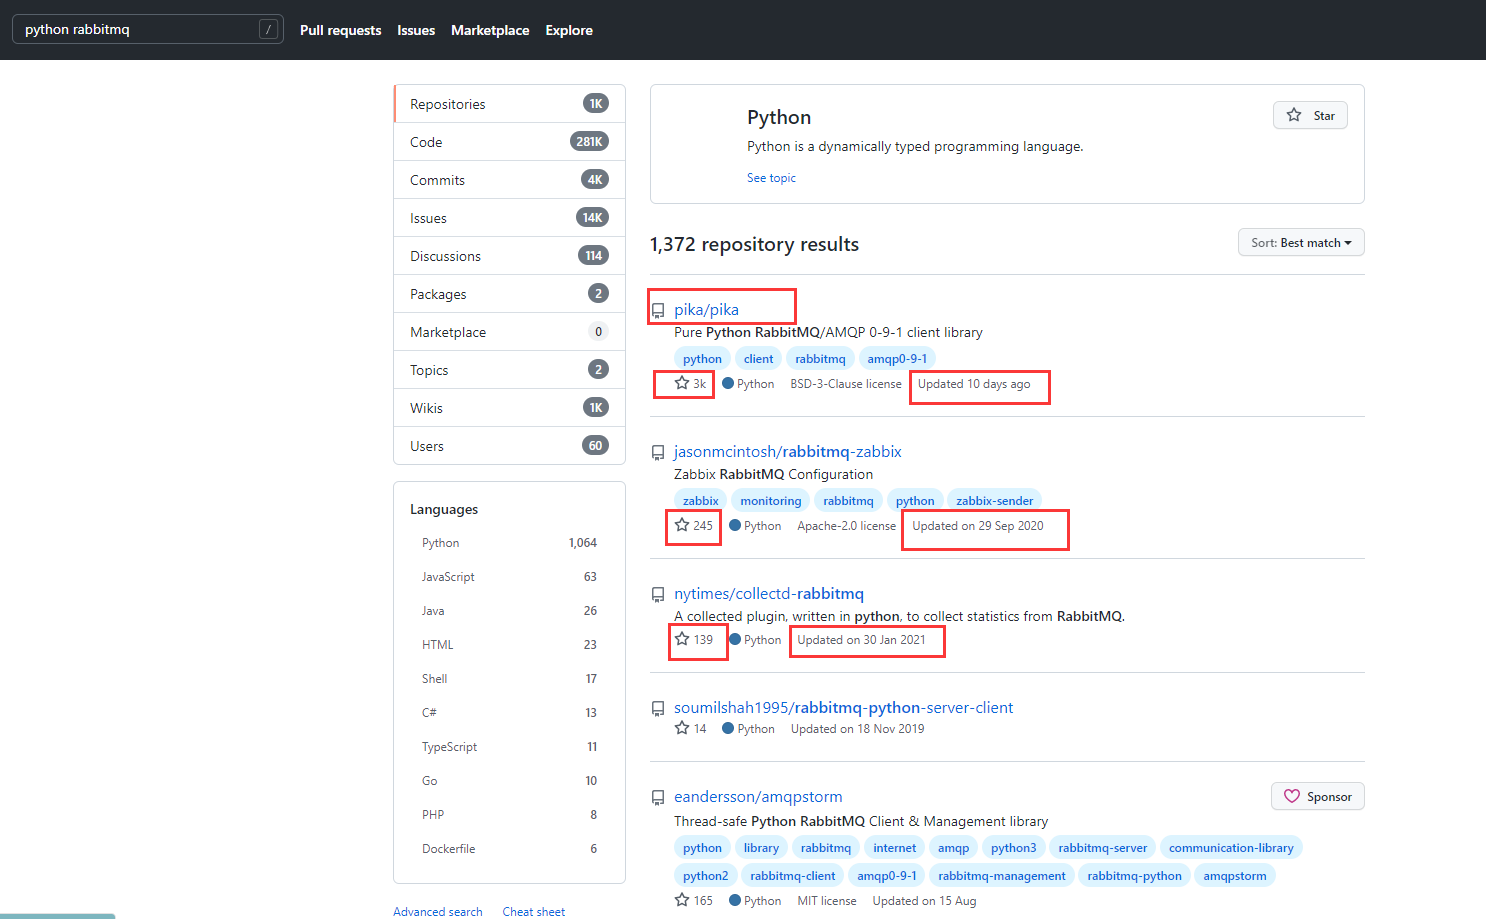 python rabbitmq / Pull requests Issues Marketplace Explore
Repositories 1K
Code 281K
Commits 4K
Issues 14K
Discussions 114
Packages 2
Marketplace 0
Topics 2
Wikis 1K
Users 60
Languages
Python 1,064
JavaScript 63
Java 26
HTML 23
Shell 17
C# 13
TypeScript 11
Go 10
PHP 8
Dockerfile 6
Advanced search Cheat sheet
Python
Star
Python is a dynamically typed programming language.
See topic
1,372 repository results
Sort: Best match
pika/pika
Pure Python RabbitMQ/AMQP 0-9-1 client library
python client rabbitmq amqp0-9-1
3k Python BSD-3-Clause license Updated 10 days ago
jasonmcintosh/rabbitmq-zabbix
Zabbix RabbitMQ Configuration
zabbix monitoring rabbitmq python zabbix-sender
245 Python Apache-2.0 license Updated on 29 Sep 2020
nytimes/collectd-rabbitmq
A collected plugin, written in python, to collect statistics from RabbitMQ.
139 Python Updated on 30 Jan 2021
soumilshah1995/rabbitmq-python-server-client
14 Python Updated on 18 Nov 2019
eandersson/amqpstorm
Sponsor
Thread-safe Python RabbitMQ Client & Management library
python library rabbitmq internet amqp python3 rabbitmq-server communication-library
python2 rabbitmq-client amqp0-9-1 rabbitmq-management rabbitmq-python amqpstorm
165 Python MIT license Updated on 15 Aug